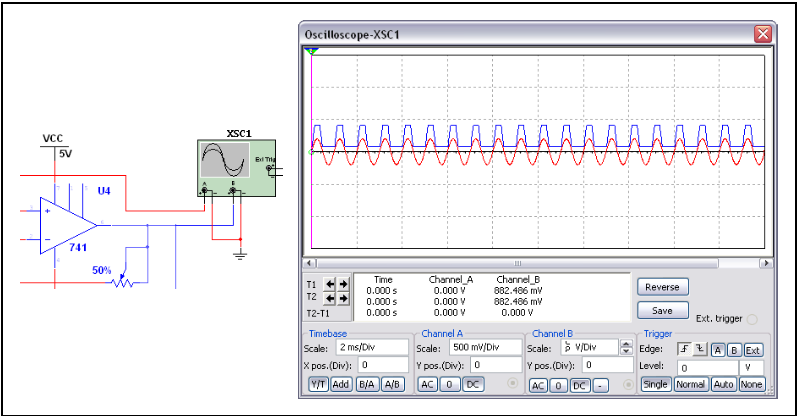 Oscilloscope-XSC1
XSC1
VCC
5V
Ext Trig
A B
U4
741
50%
Time Channel_A Channel_B
T1 0.000 s 0.000 V 882.486 mV
T2 0.000 s 0.000 V 882.486 mV
T2-T1 0.000 s 0.000 V 0.000 V
Reverse
Save
Ext. trigger
Timebase
Scale: 2 ms/Div
X pos.(Div): 0
Y/T Add B/A A/B
Channel A
Scale: 500 mV/Div
Y pos.(Div): 0
AC 0 DC
Channel B
Scale: V/Div
Y pos.(Div): 0
AC 0 DC -
Trigger
Edge: A B Ext
Level: 0 V
Single Normal Auto None